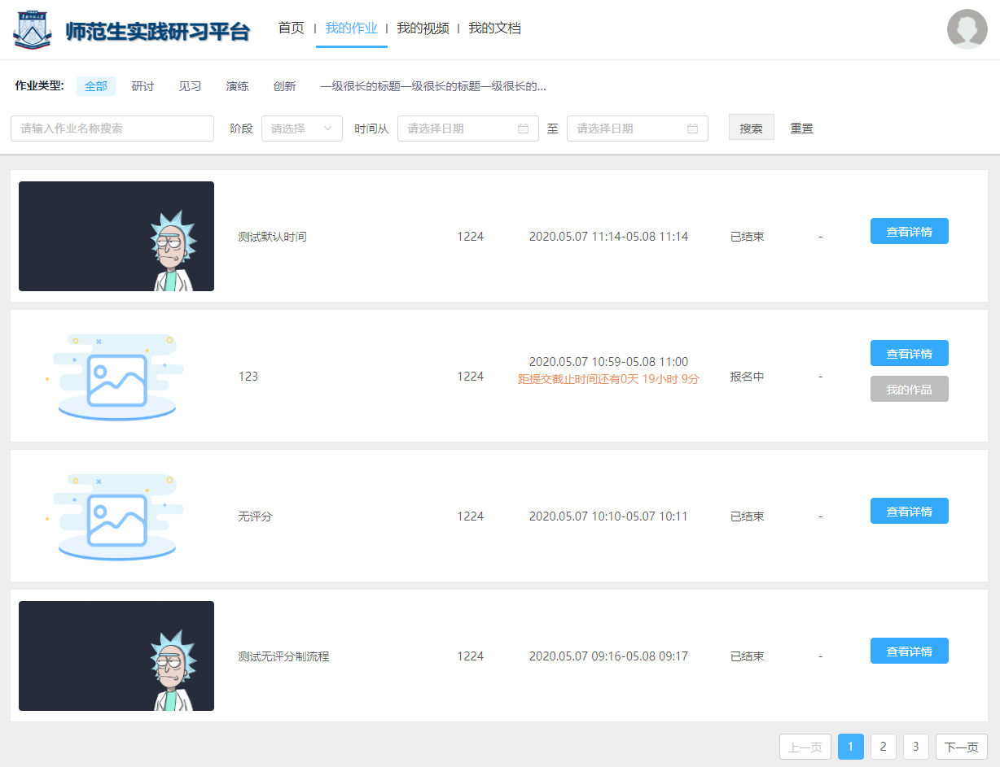 师范生实践研习平台 首页 | 我的作业 | 我的视频 | 我的文档
作业类型: 全部 研讨 见习 演练 创新 一级很长的标题一级很长的标题一级很长的...
请输入作业名称搜索 阶段 请选择 时间从 请选择日期 至 请选择日期 搜索 重置
测试默认时间 1224 2020.05.07 11:14-05.08 11:14 已结束 - 查看详情
123 1224 2020.05.07 10:59-05.08 11:00 报名中 - 查看详情
距提交截止时间还有0天 19小时 9分 我的作品
无评分 1224 2020.05.07 10:10-05.07 10:11 已结束 - 查看详情
测试无评分制流程 1224 2020.05.07 09:16-05.08 09:17 已结束 - 查看详情
上一页 1 2 3 下一页